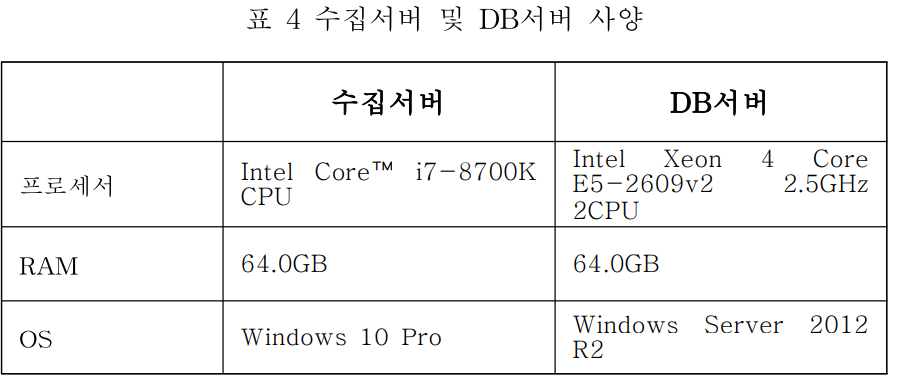 표 4 수집서버 및 DB서버 사양
수집서버
DB서버
프로세서
Intel Core™ i7-8700K
CPU
Intel Xeon 4 Core
E5-2609v2 2.5GHz
2CPU
RAM
64.0GB
64.0GB
OS
Windows 10 Pro
Windows Server 2012
R2